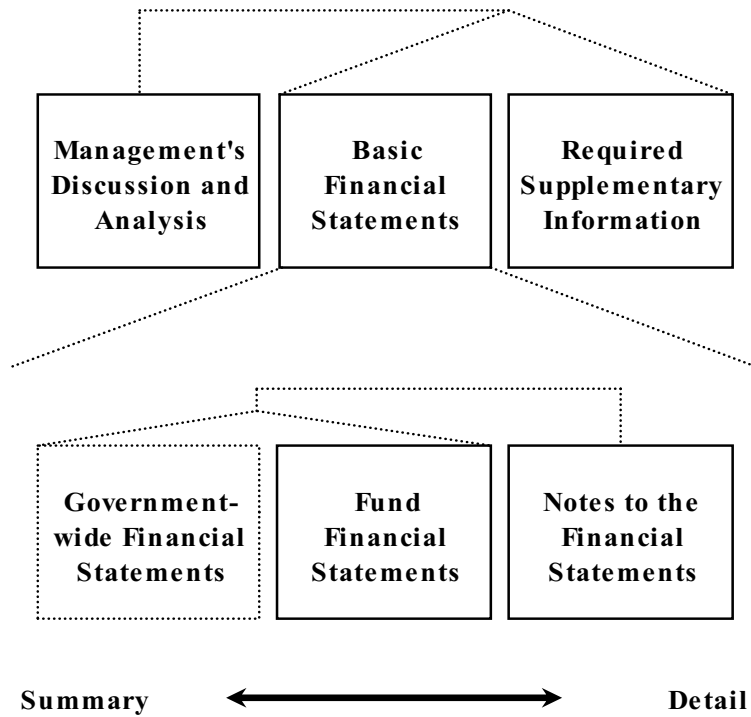 Management's
Discussion and
Analysis
Basic
Financial
Statements
Required
Supplementary
Information
Government-
wide Financial
Statements
Fund
Financial
Statements
Notes to the
Financial
Statements
Summary
Detail